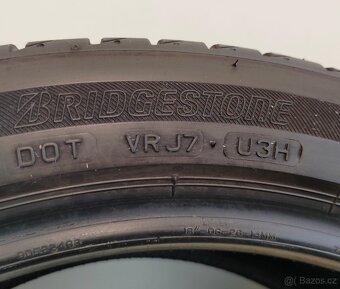 BRIDGESTONE
DOT VRJ7 U3H
Bazos.cz